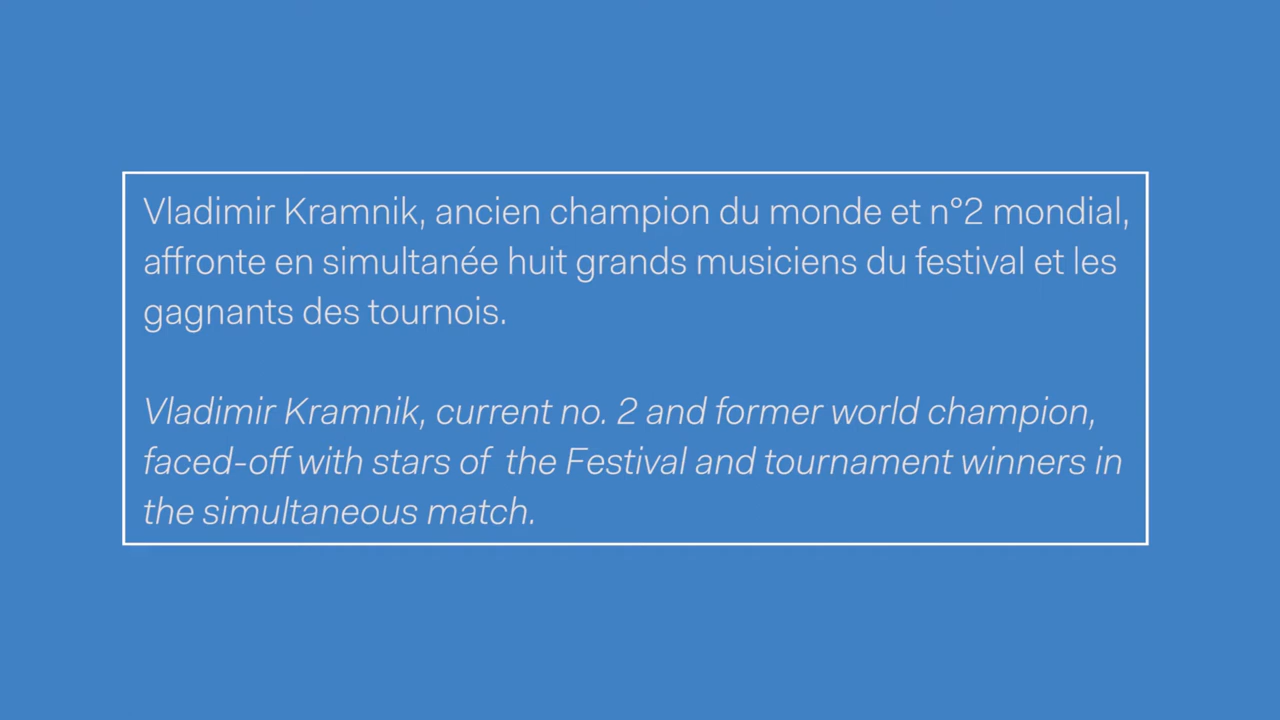 Vladimir Kramnik, ancien champion du monde et n°2 mondial,
affronte en simultanée huit grands musiciens du festival et les
gagnants des tournois.
Vladimir Kramnik, current no. 2 and former world champion,
faced-off with stars of the Festival and tournament winners in
the simultaneous match.